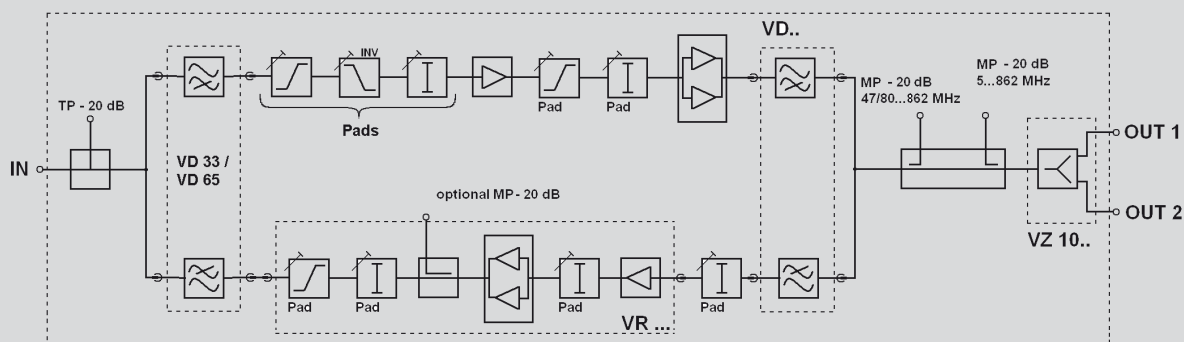 TP - 20 dB
IN
VD 33 /
VD 65
INV
Pads
Pad
Pad
VD..
MP - 20 dB
47/80...862 MHz
MP - 20 dB
5...862 MHz
OUT 1
OUT 2
VZ 10..
optional MP - 20 dB
Pad
Pad
Pad
VR ...
Pad